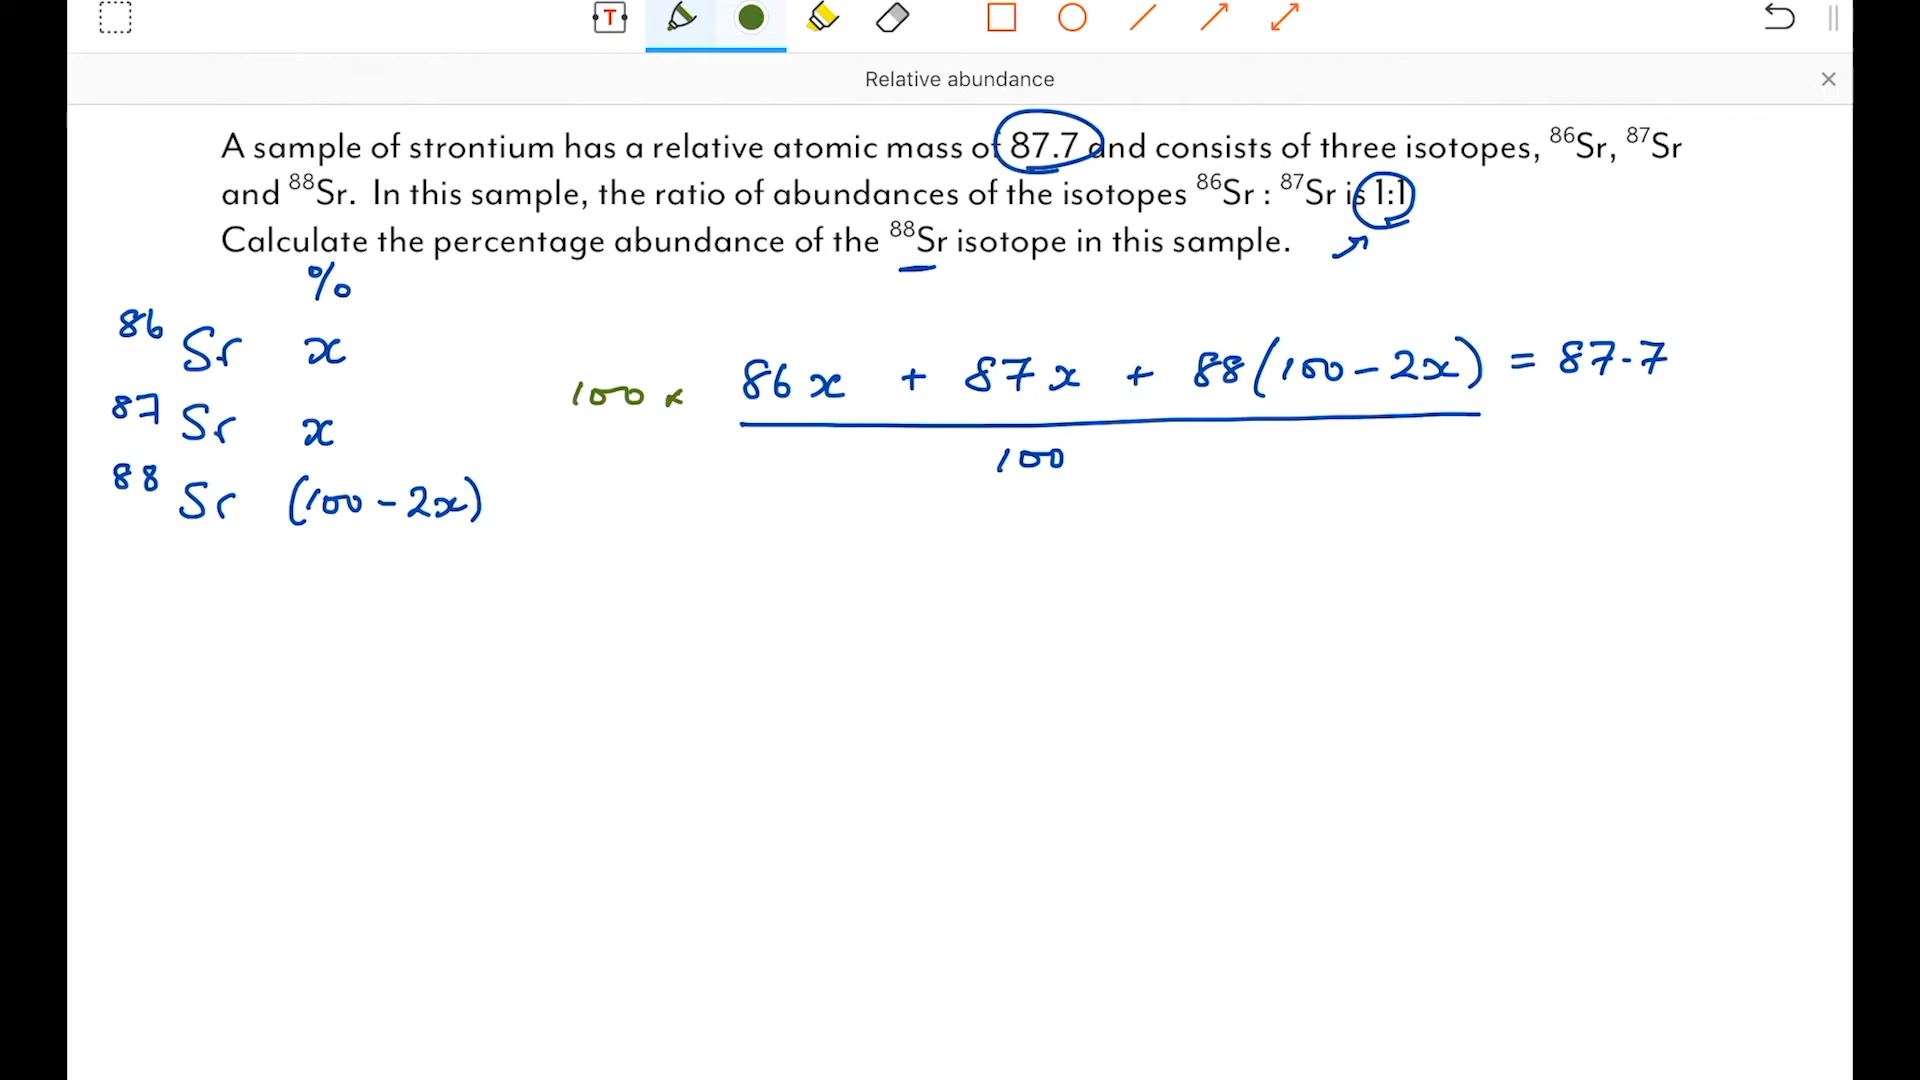 T
Relative abundance
A sample of strontium has a relative atomic mass of 87.7 and consists of three isotopes, ⁸⁶Sr, ⁸⁷Sr
and ⁸⁸Sr. In this sample, the ratio of abundances of the isotopes ⁸⁶Sr : ⁸⁷Sr is 1:1
Calculate the percentage abundance of the ⁸⁸Sr isotope in this sample.
%
⁸⁶Sr x
⁸⁷Sr x
⁸⁸Sr (100 - 2x)
100 × 86x + 87x + 88(100 - 2x) = 87.7
100